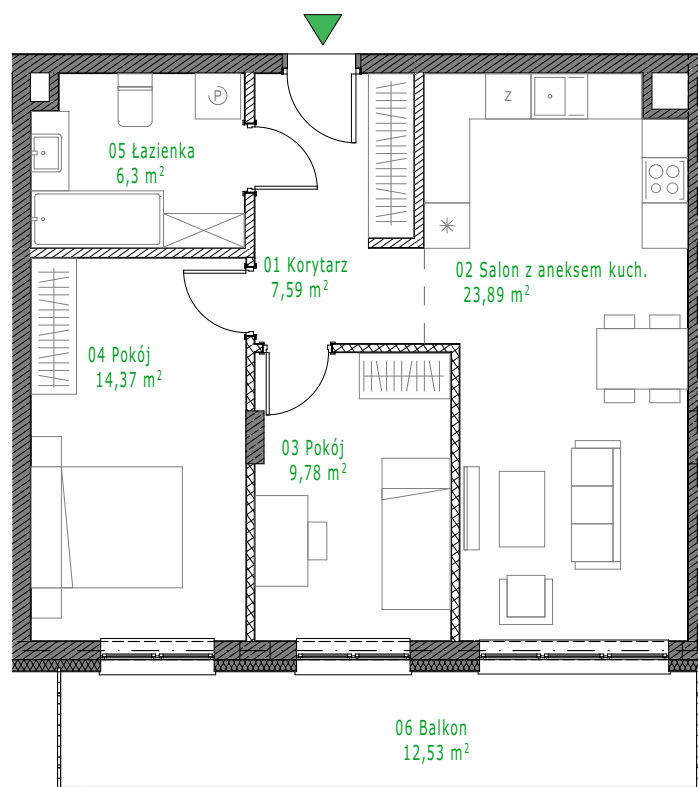 Z
P
05 Łazienka
6,3 m²
01 Korytarz
7,59 m²
02 Salon z aneksem kuch.
23,89 m²
04 Pokój
14,37 m²
03 Pokój
9,78 m²
06 Balkon
12,53 m²